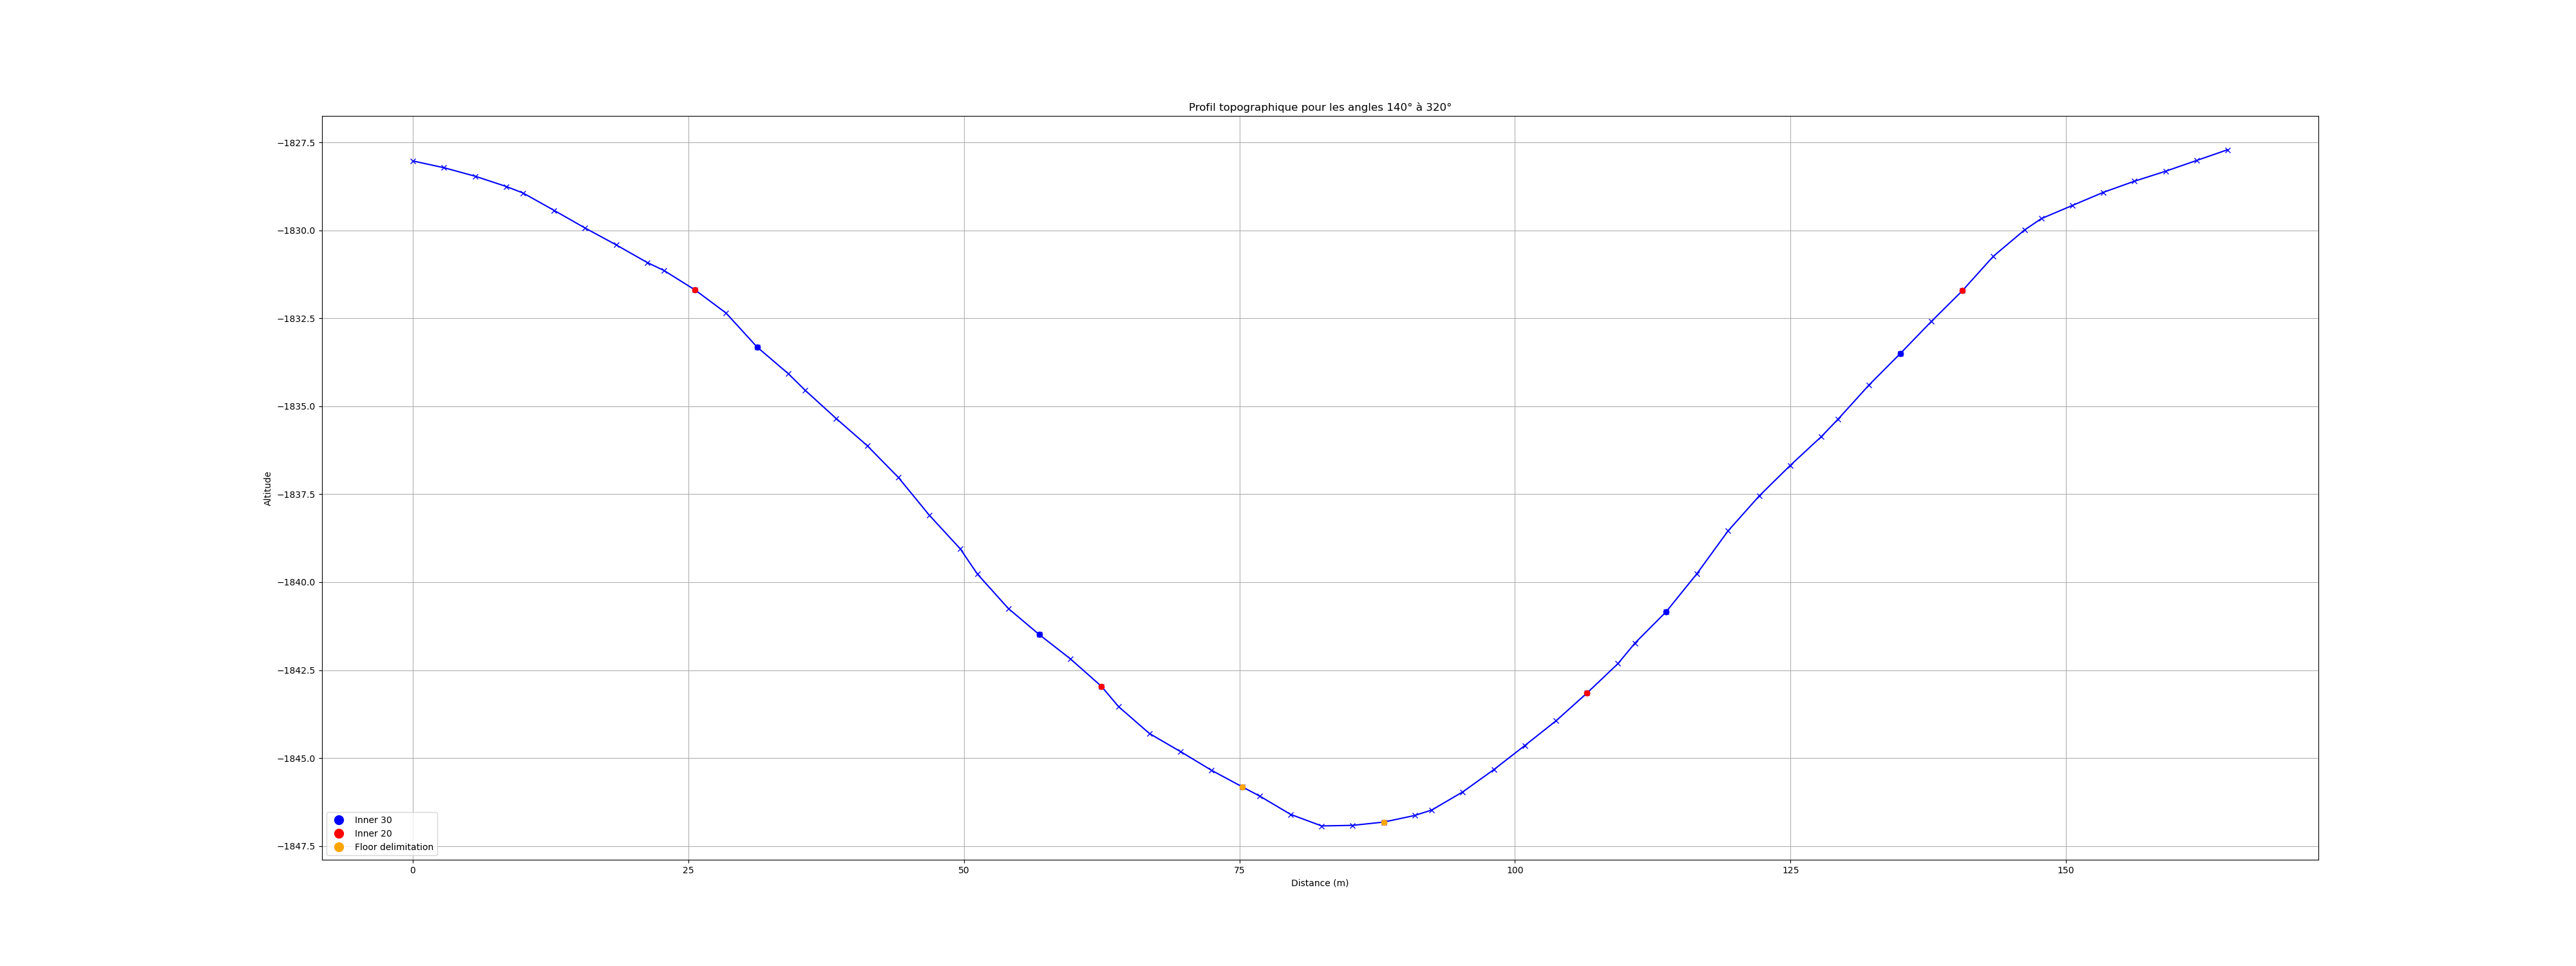 Profil topographique pour les angles 140° à 320°
−1827.5
−1830.0
−1832.5
−1835.0
−1837.5
−1840.0
−1842.5
−1845.0
−1847.5
Altitude
Inner 30
Inner 20
Floor delimitation
0 25 50 75 100 125 150
Distance (m)